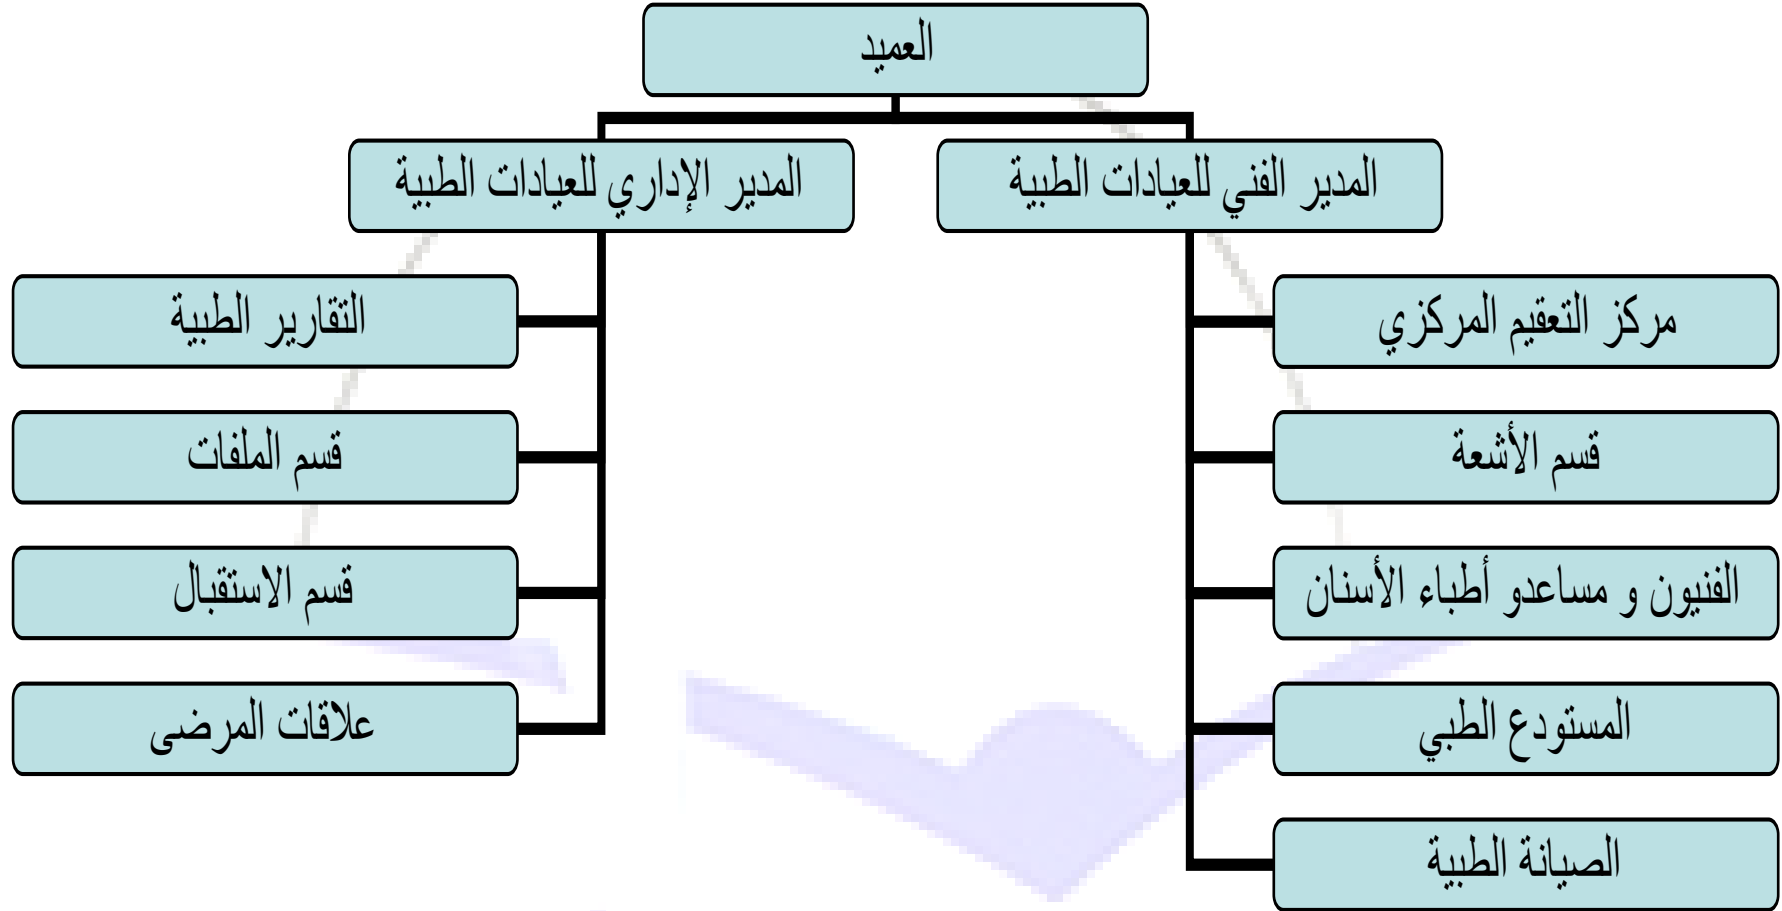 العميد
المدير الفني للعيادات الطبية
المدير الإداري للعيادات الطبية
مركز التعقيم المركزي
التقارير الطبية
قسم الأشعة
قسم الملفات
الفنيون و مساعدو أطباء الأسنان
قسم الاستقبال
المستودع الطبي
علاقات المرضى
الصيانة الطبية